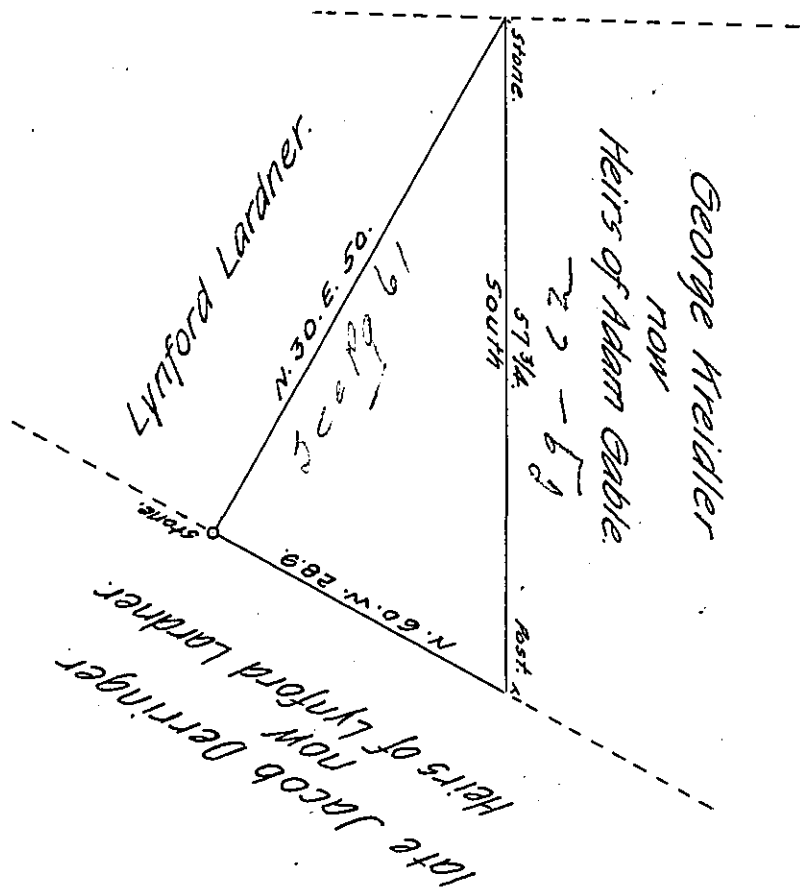 George Kreidler
now
Heirs of Adam Gable.
Stone.
57 3/4.
South
Post.
Lynford Lardner.
N. 30. E. 50.
N. 60. W. 28.9.
stone.
late Jacob Derringer
now
Heirs of Lynford Lardner.